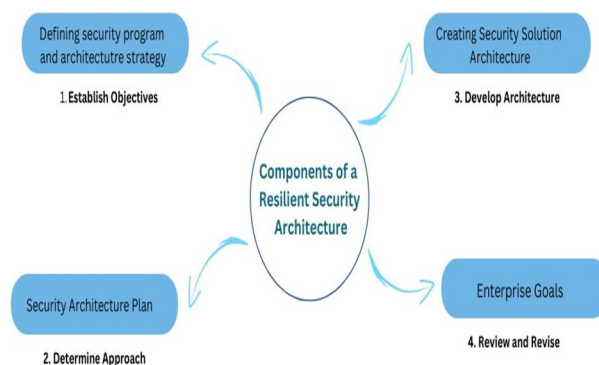 Defining security program
and architectutre strategy
1. Establish Objectives
Creating Security Solution
Architecture
3. Develop Architecture
Components of a
Resilient Security
Architecture
Security Architecture Plan
2. Determine Approach
Enterprise Goals
4. Review and Revise